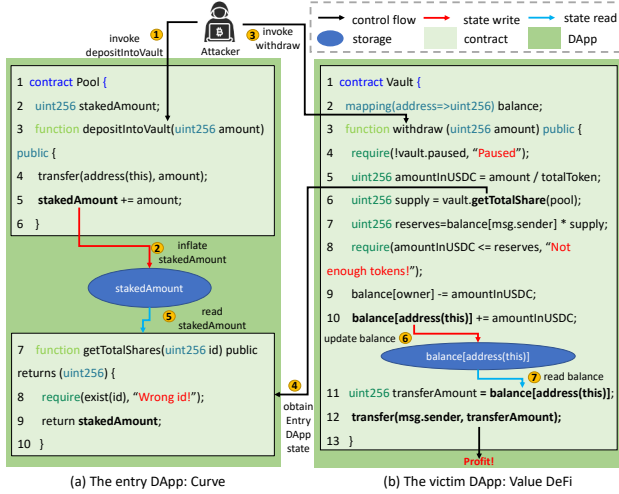 1
invoke
depositIntoVault
Attacker
3
invoke
withdraw
control flow
state write
state read
storage
contract
DApp
1 contract Pool {
2 uint256 stakedAmount;
3 function depositIntoVault(uint256 amount)
public {
4 transfer(address(this), amount);
5 stakedAmount += amount;
6 }
2
inflate
stakedAmount
stakedAmount
5
read
stakedAmount
7 function getTotalShares(uint256 id) public
returns (uint256) {
8 require(exist(id), “Wrong id!”);
9 return stakedAmount;
10 }
4
obtain
Entry
DApp
state
1 contract Vault {
2 mapping(address=>uint256) balance;
3 function withdraw (uint256 amount) public {
4 require(!vault.paused, “Paused”);
5 uint256 amountInUSDC = amount / totalToken;
6 uint256 supply = vault.getTotalShare(pool);
7 uint256 reserves=balance[msg.sender] * supply;
8 require(amountInUSDC <= reserves, “Not
enough tokens!”);
9 balance[owner] -= amountInUSDC;
10 balance[address(this)] += amountInUSDC;
update balance 6
balance[address(this)]
7 read balance
11 uint256 transferAmount = balance[address(this)];
12 transfer(msg.sender, transferAmount);
13 }
Profit!
(a) The entry DApp: Curve
(b) The victim DApp: Value DeFi